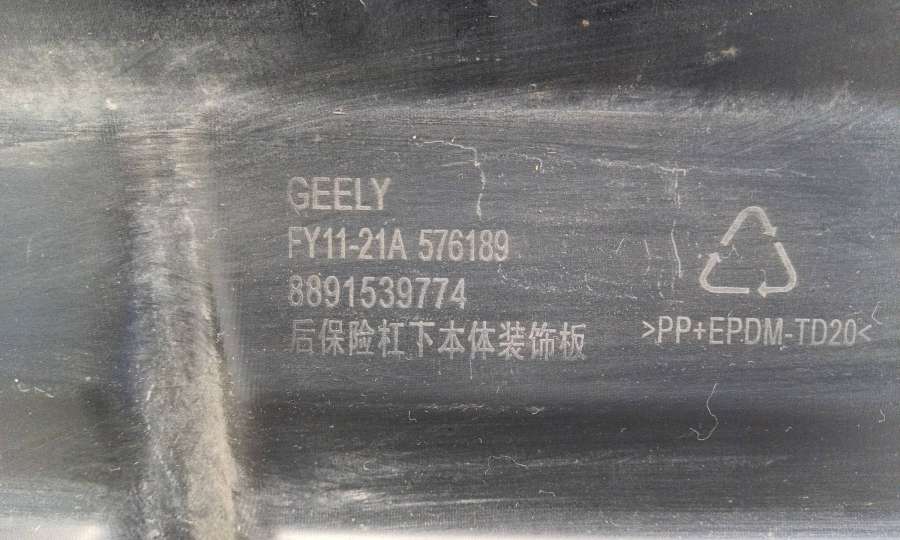 GEELY
FY11-21A 576189
8891539774
后保险杠下本体装饰板
>PP+EPDM-TD20<